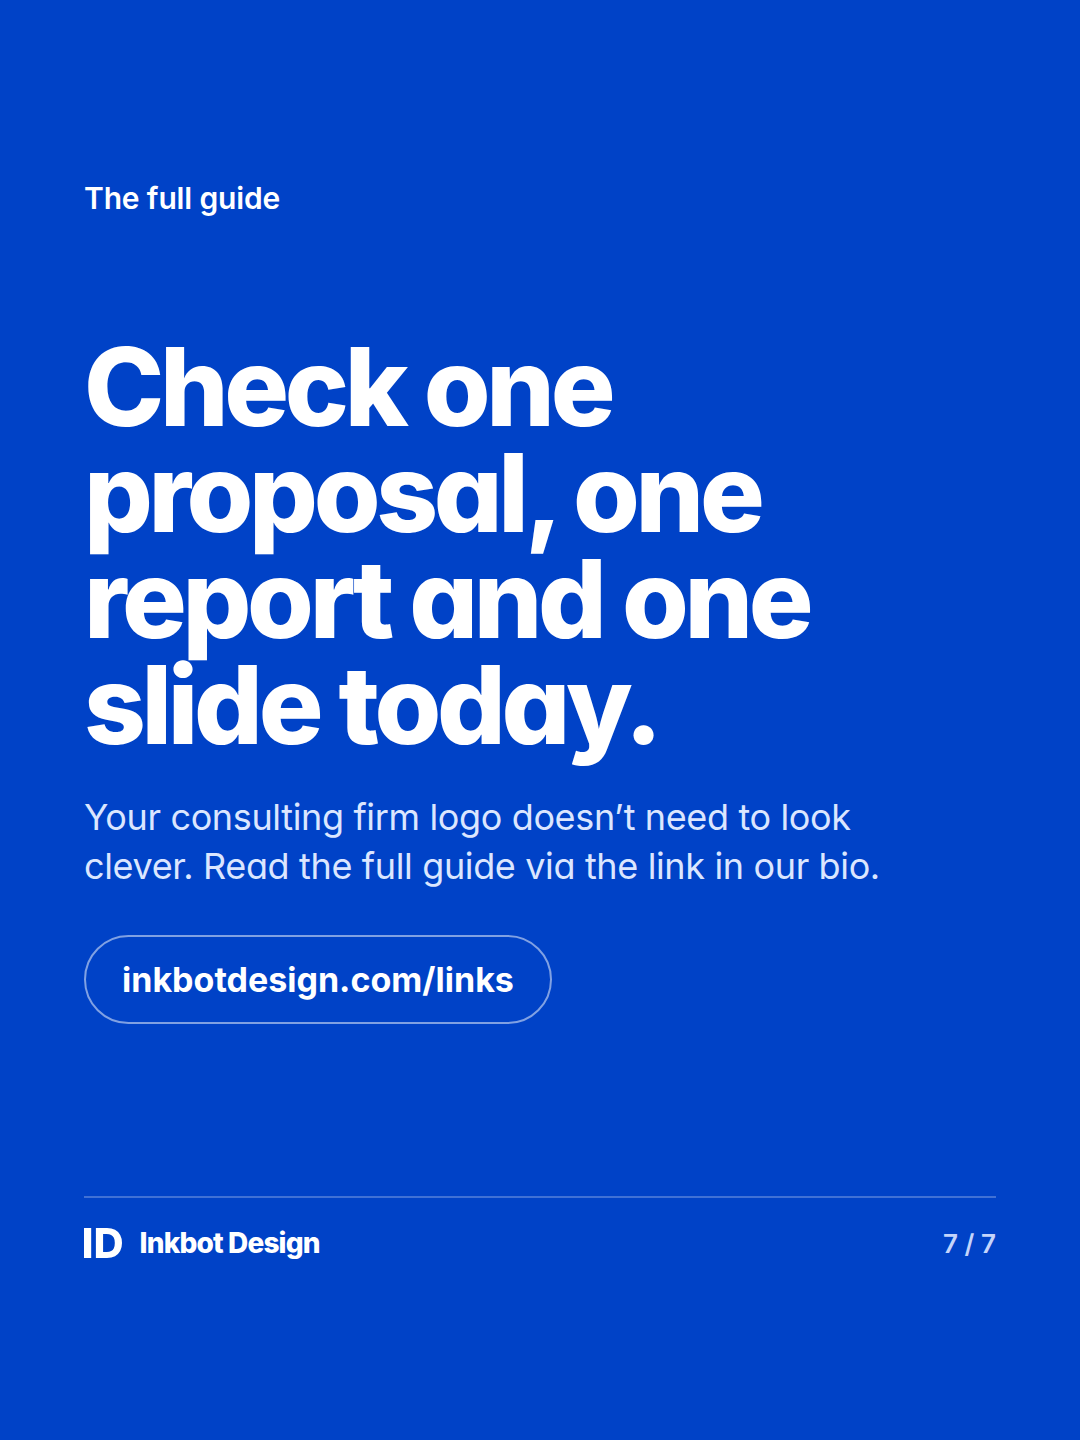 The full guide
Check one
proposal, one
report and one
slide today.
Your consulting firm logo doesn’t need to look
clever. Read the full guide via the link in our bio.
inkbotdesign.com/links
ID Inkbot Design
7 / 7